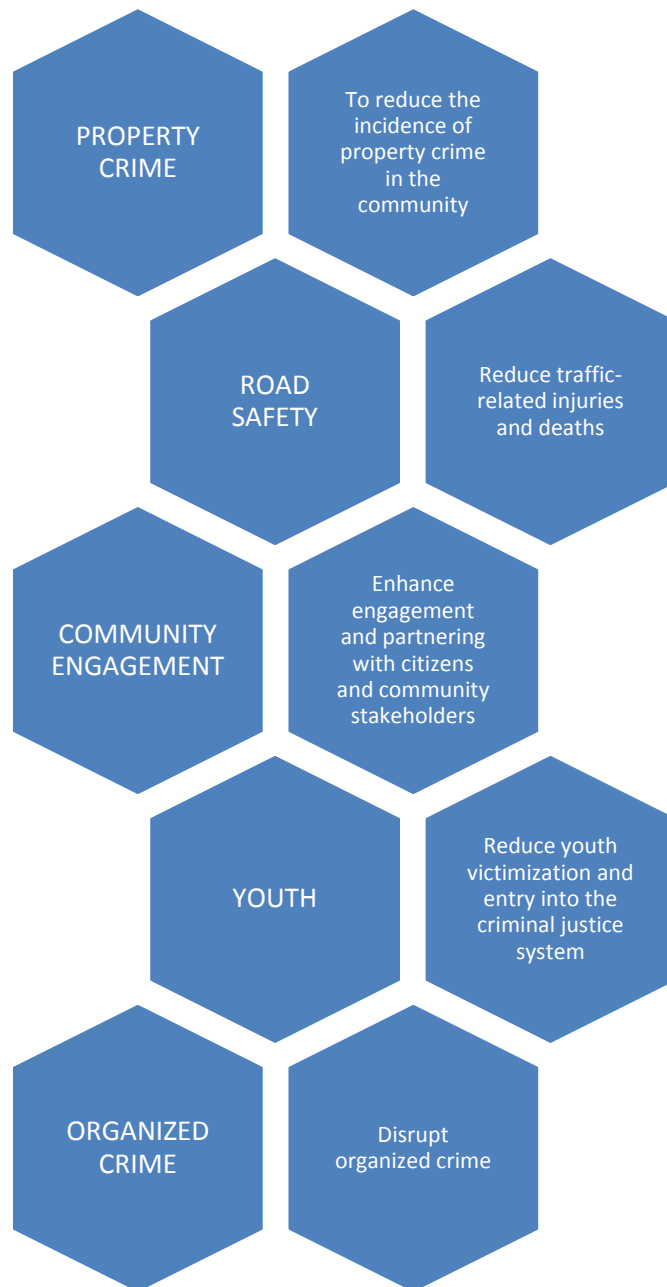 PROPERTY
CRIME
To reduce the
incidence of
property crime
in the
community
ROAD
SAFETY
Reduce traffic-
related injuries
and deaths
COMMUNITY
ENGAGEMENT
Enhance
engagement
and partnering
with citizens
and community
stakeholders
YOUTH
Reduce youth
victimization and
entry into the
criminal justice
system
ORGANIZED
CRIME
Disrupt
organized crime